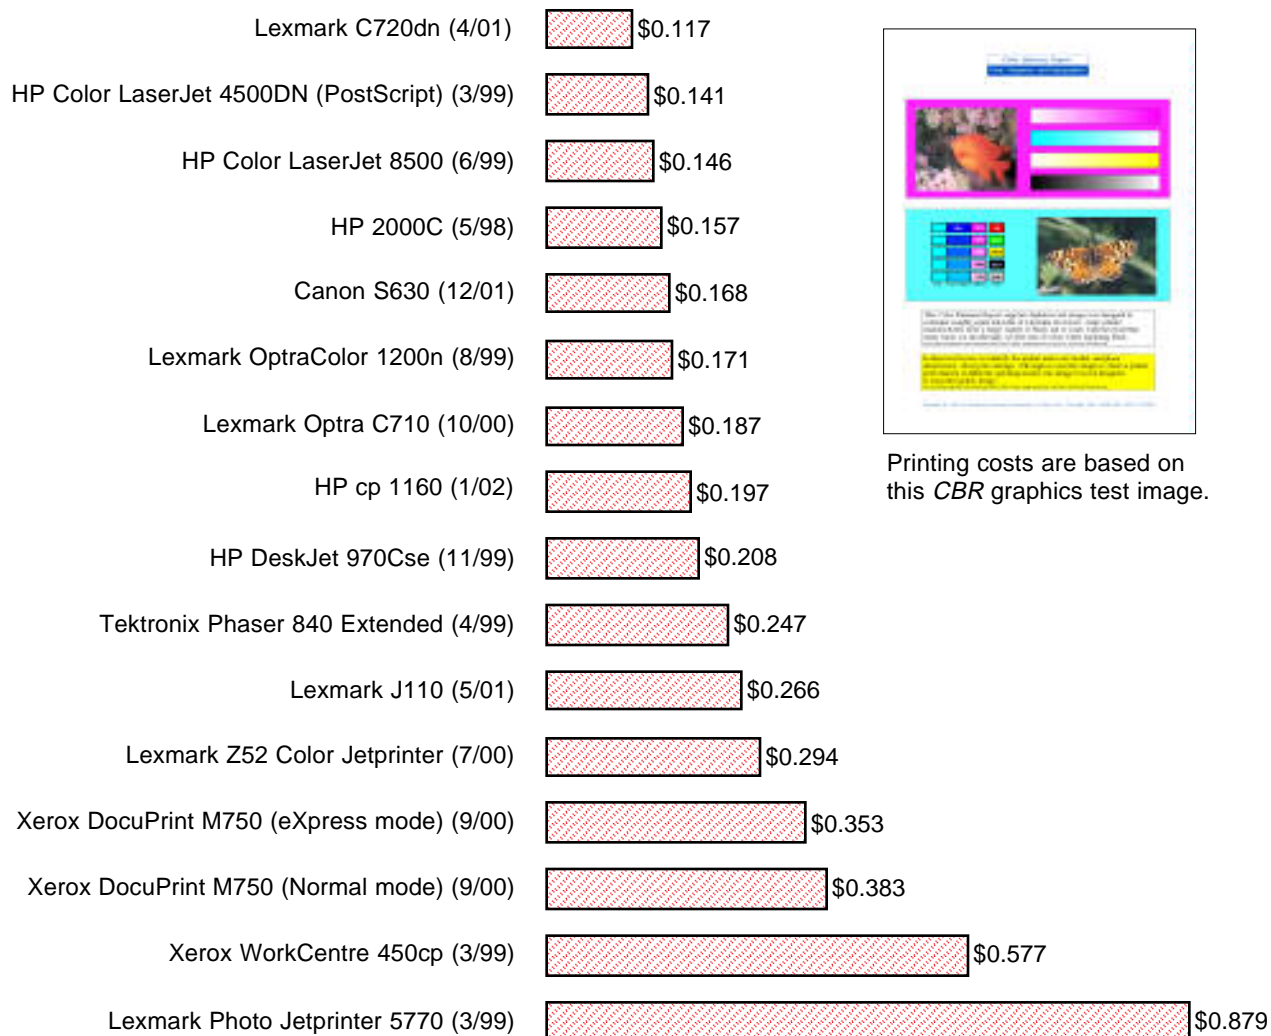 Lexmark C720dn (4/01) $0.117
HP Color LaserJet 4500DN (PostScript) (3/99) $0.141
HP Color LaserJet 8500 (6/99) $0.146
HP 2000C (5/98) $0.157
Canon S630 (12/01) $0.168
Lexmark OptraColor 1200n (8/99) $0.171
Lexmark Optra C710 (10/00) $0.187
HP cp 1160 (1/02) $0.197
HP DeskJet 970Cse (11/99) $0.208
Tektronix Phaser 840 Extended (4/99) $0.247
Lexmark J110 (5/01) $0.266
Lexmark Z52 Color Jetprinter (7/00) $0.294
Xerox DocuPrint M750 (eXpress mode) (9/00) $0.353
Xerox DocuPrint M750 (Normal mode) (9/00) $0.383
Xerox WorkCentre 450cp (3/99) $0.577
Lexmark Photo Jetprinter 5770 (3/99) $0.879
Printing costs are based on
this CBR graphics test image.